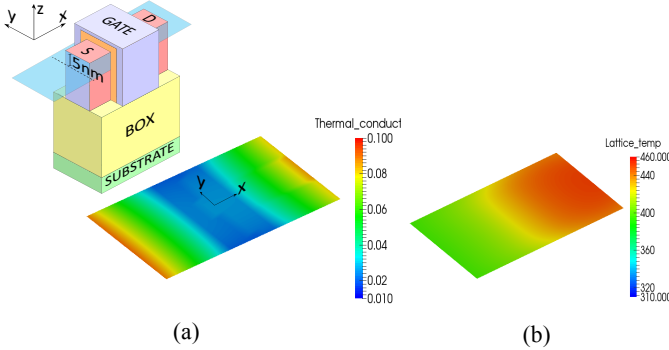 z
y
x
GATE
D
S
5nm
BOX
SUBSTRATE
Thermal_conduct
0.100
0.08
0.06
0.04
0.02
0.010
y
x
Lattice_temp
460.000
440
400
360
320
310.000
(a)
(b)